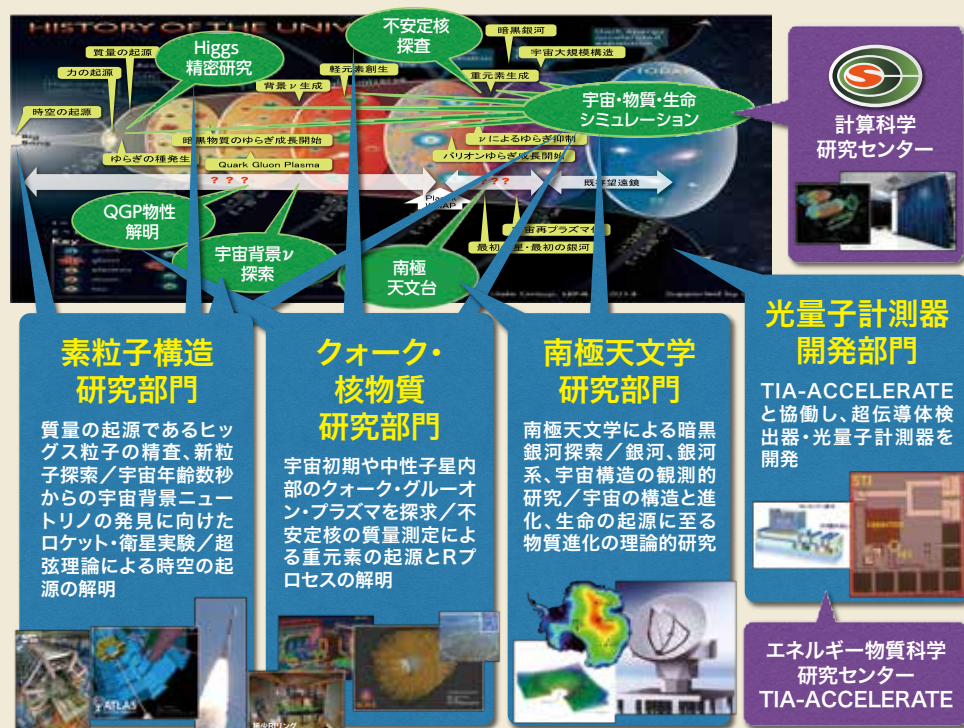 HISTORY OF THE UNIV
不安定核
探査
暗黒銀河
宇宙大規模構造
質量の起源
Higgs
精密研究
力の起源
軽元素創生
重元素生成
背景ν生成
TODAY
宇宙・物質・生命
シミュレーション
時空の起源
Big
Bang
暗黒物質のゆらぎ成長開始
νによるゆらぎ抑制
ゆらぎの種発生
Quark Gluon Plasma
バリオンゆらぎ成長開始
? ? ?
? ? ?
既存望遠鏡
QGP物性
解明
宇宙背景ν
探索
南極
天文台
最初の星・最初の銀河
Key
S
計算科学
研究センター
素粒子構造
研究部門
質量の起源であるヒッ
グス粒子の精査、新粒
子探索／宇宙年齢数秒
からの宇宙背景ニュー
トリノの発見に向けた
ロケット・衛星実験／超
弦理論による時空の起
源の解明
ATLAS
クォーク・
核物質
研究部門
宇宙初期や中性子星内
部のクォーク・グルーオ
ン・プラズマを探求／不
安定核の質量測定によ
る重元素の起源とRプ
ロセスの解明
南極天文学
研究部門
南極天文学による暗黒
銀河探索／銀河、銀河
系、宇宙構造の観測的
研究／宇宙の構造と進
化、生命の起源に至る
物質進化の理論的研究
光量子計測器
開発部門
TIA-ACCELERATE
と協働し、超伝導体検
出器・光量子計測器を
開発
STJ
エネルギー物質科学
研究センター
TIA-ACCELERATE